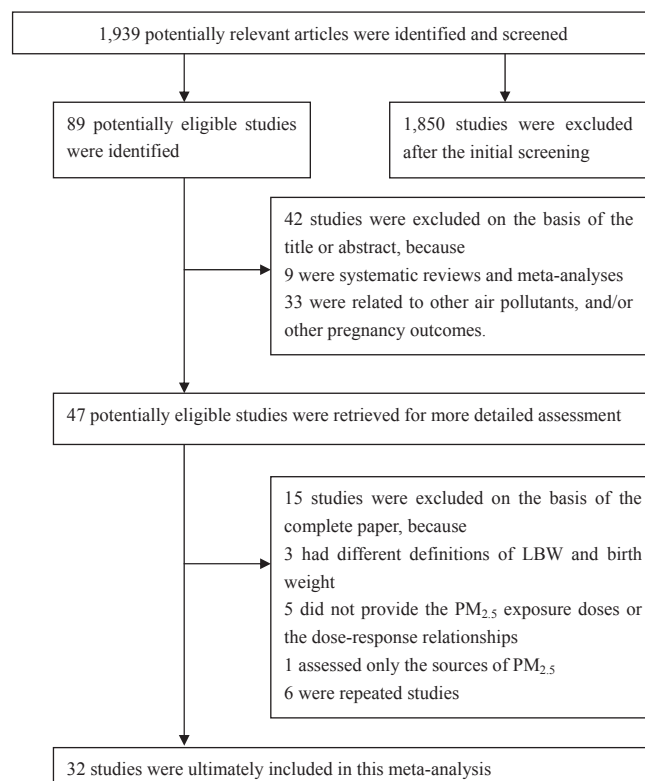 1,939 potentially relevant articles were identified and screened
89 potentially eligible studies
were identified
1,850 studies were excluded
after the initial screening
42 studies were excluded on the basis of the
title or abstract, because
9 were systematic reviews and meta-analyses
33 were related to other air pollutants, and/or
other pregnancy outcomes.
47 potentially eligible studies were retrieved for more detailed assessment
15 studies were excluded on the basis of the
complete paper, because
3 had different definitions of LBW and birth
weight
5 did not provide the PM2.5 exposure doses or
the dose-response relationships
1 assessed only the sources of PM2.5
6 were repeated studies
32 studies were ultimately included in this meta-analysis